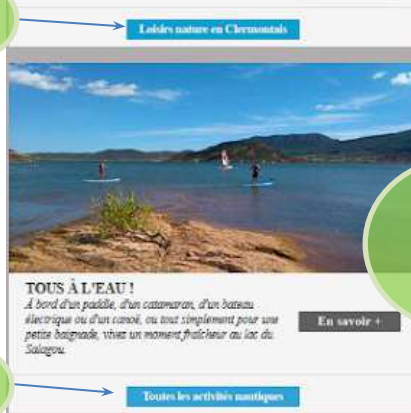 Loisirs nature en Clermontais
TOUS À L'EAU !
À bord d'un paddle, d'un catamaran, d'un bateau
électrique ou d'un canoë, ou tout simplement pour une
petite baignade, vivez un moment fraîcheur au lac du
Salagou.
En savoir +
Toutes les activités nautiques